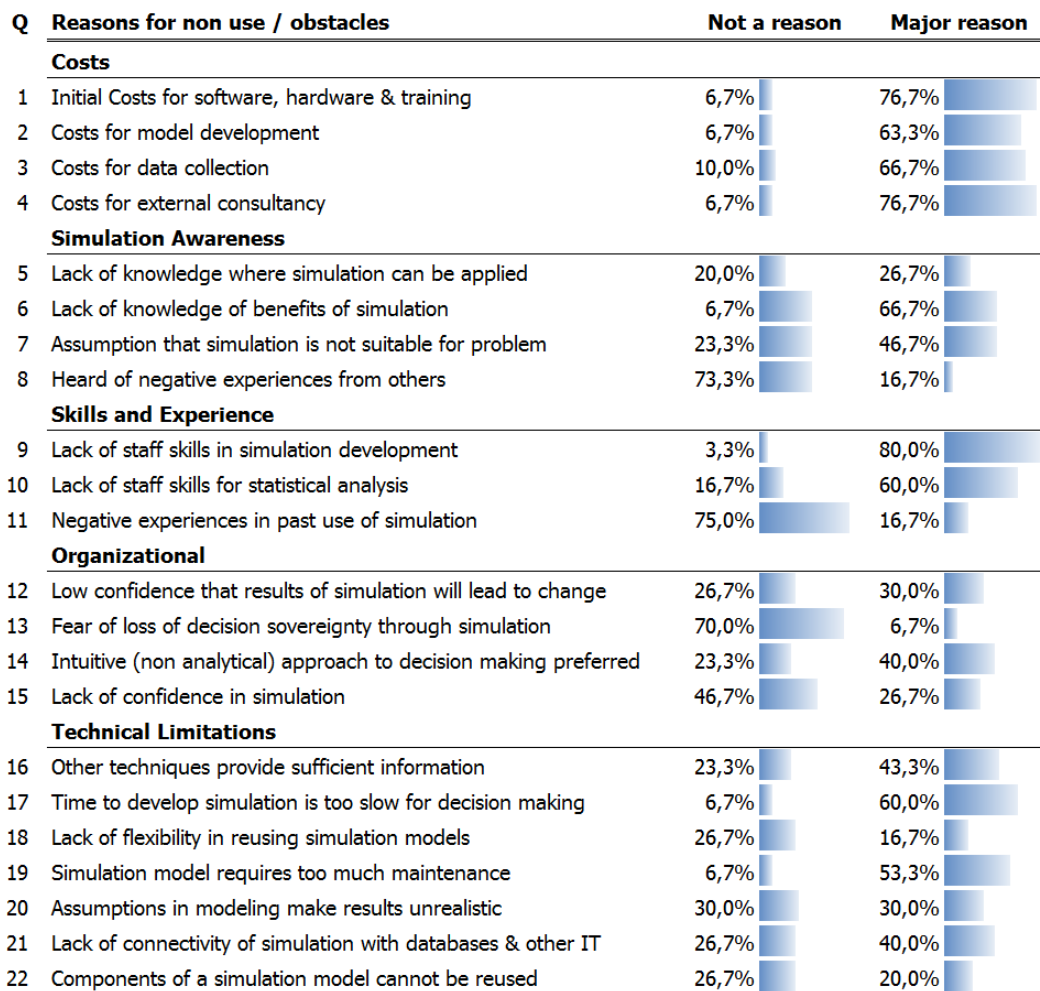 Q Reasons for non use / obstacles Not a reason Major reason
Costs
1 Initial Costs for software, hardware & training 6,7% 76,7%
2 Costs for model development 6,7% 63,3%
3 Costs for data collection 10,0% 66,7%
4 Costs for external consultancy 6,7% 76,7%
Simulation Awareness
5 Lack of knowledge where simulation can be applied 20,0% 26,7%
6 Lack of knowledge of benefits of simulation 6,7% 66,7%
7 Assumption that simulation is not suitable for problem 23,3% 46,7%
8 Heard of negative experiences from others 73,3% 16,7%
Skills and Experience
9 Lack of staff skills in simulation development 3,3% 80,0%
10 Lack of staff skills for statistical analysis 16,7% 60,0%
11 Negative experiences in past use of simulation 75,0% 16,7%
Organizational
12 Low confidence that results of simulation will lead to change 26,7% 30,0%
13 Fear of loss of decision sovereignty through simulation 70,0% 6,7%
14 Intuitive (non analytical) approach to decision making preferred 23,3% 40,0%
15 Lack of confidence in simulation 46,7% 26,7%
Technical Limitations
16 Other techniques provide sufficient information 23,3% 43,3%
17 Time to develop simulation is too slow for decision making 6,7% 60,0%
18 Lack of flexibility in reusing simulation models 26,7% 16,7%
19 Simulation model requires too much maintenance 6,7% 53,3%
20 Assumptions in modeling make results unrealistic 30,0% 30,0%
21 Lack of connectivity of simulation with databases & other IT 26,7% 40,0%
22 Components of a simulation model cannot be reused 26,7% 20,0%